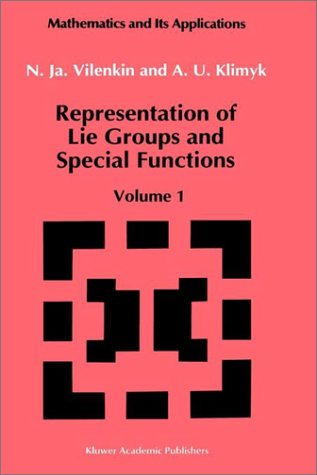 Mathematics and Its Applications
N. Ja. Vilenkin and A. U. Klimyk
Representation of
Lie Groups and
Special Functions
Volume 1
Kluwer Academic Publishers